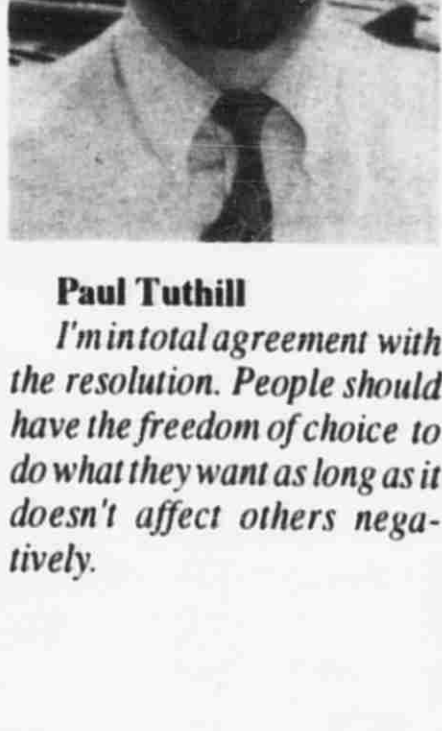 Paul Tuthill
I'm in total agreement with
the resolution. People should
have the freedom of choice to
do what they want as long as it
doesn't affect others nega-
tively.